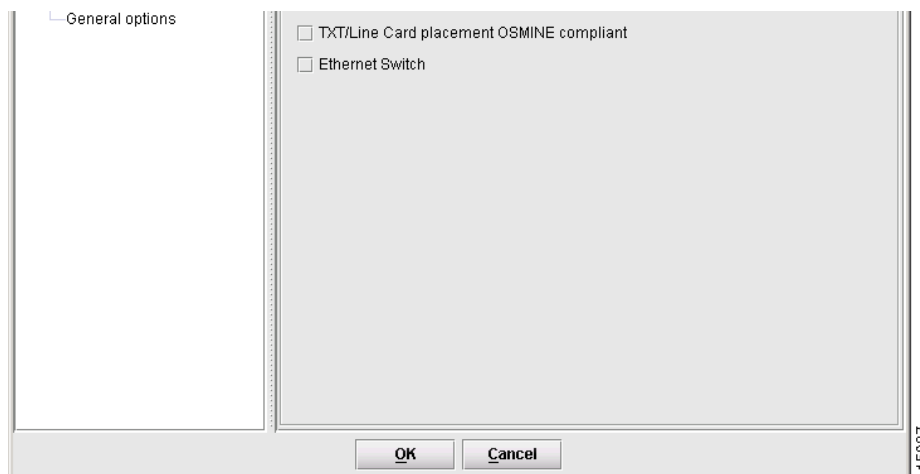 General options
TXT/Line Card placement OSMINE compliant
Ethernet Switch
OK
Cancel